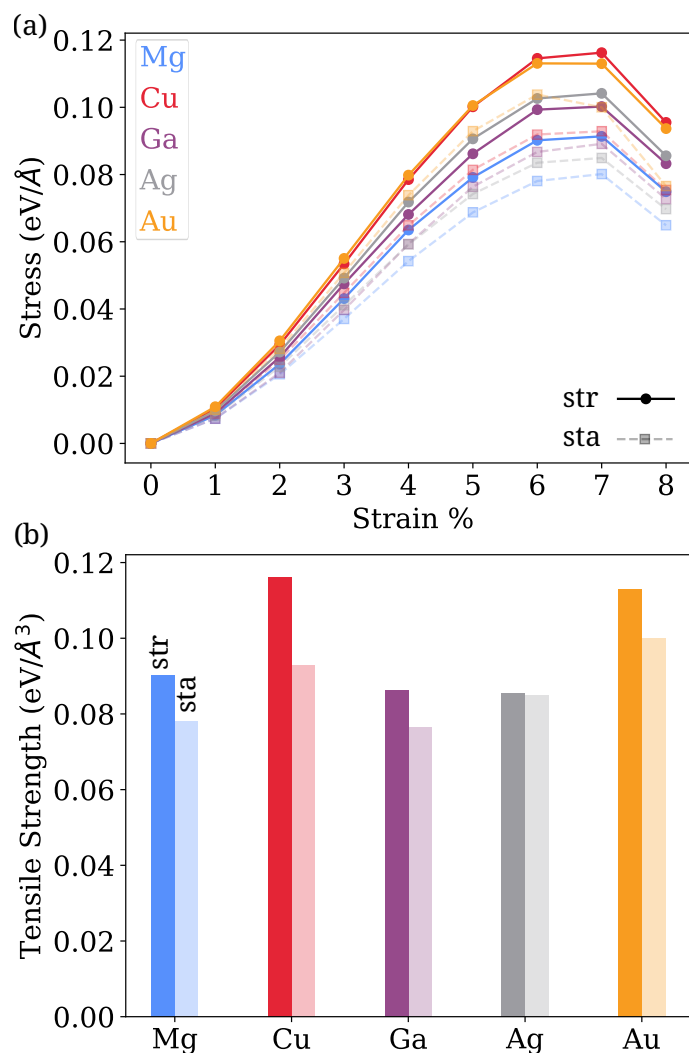 (a)
0.12
0.10
0.08
0.06
0.04
0.02
0.00
Stress (eV/Å)
Mg
Cu
Ga
Ag
Au
str
sta
0 1 2 3 4 5 6 7 8
Strain %
(b)
0.12
0.10
0.08
0.06
0.04
0.02
0.00
Tensile Strength (eV/Å³)
str
sta
Mg Cu Ga Ag Au